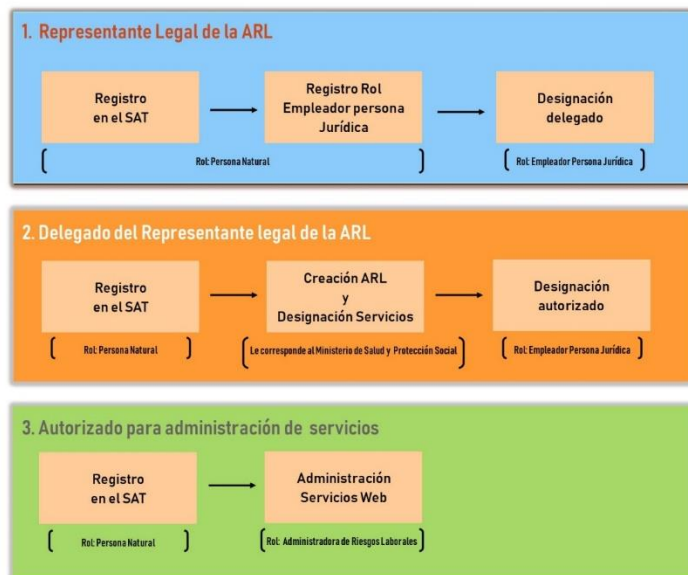 1. Representante Legal de la ARL
Registro
en el SAT
Registro Rol
Empleador persona
Jurídica
Designación
delegado
Rol: Persona Natural
Rol: Empleador Persona Jurídica
2. Delegado del Representante legal de la ARL
Registro
en el SAT
Creación ARL
y
Designación Servicios
Designación
autorizado
Rol: Persona Natural
Le corresponde al Ministerio de Salud y Protección Social
Rol: Empleador Persona Jurídica
3. Autorizado para administración de servicios
Registro
en el SAT
Administración
Servicios Web
Rol: Persona Natural
Rol: Administradora de Riesgos Laborales